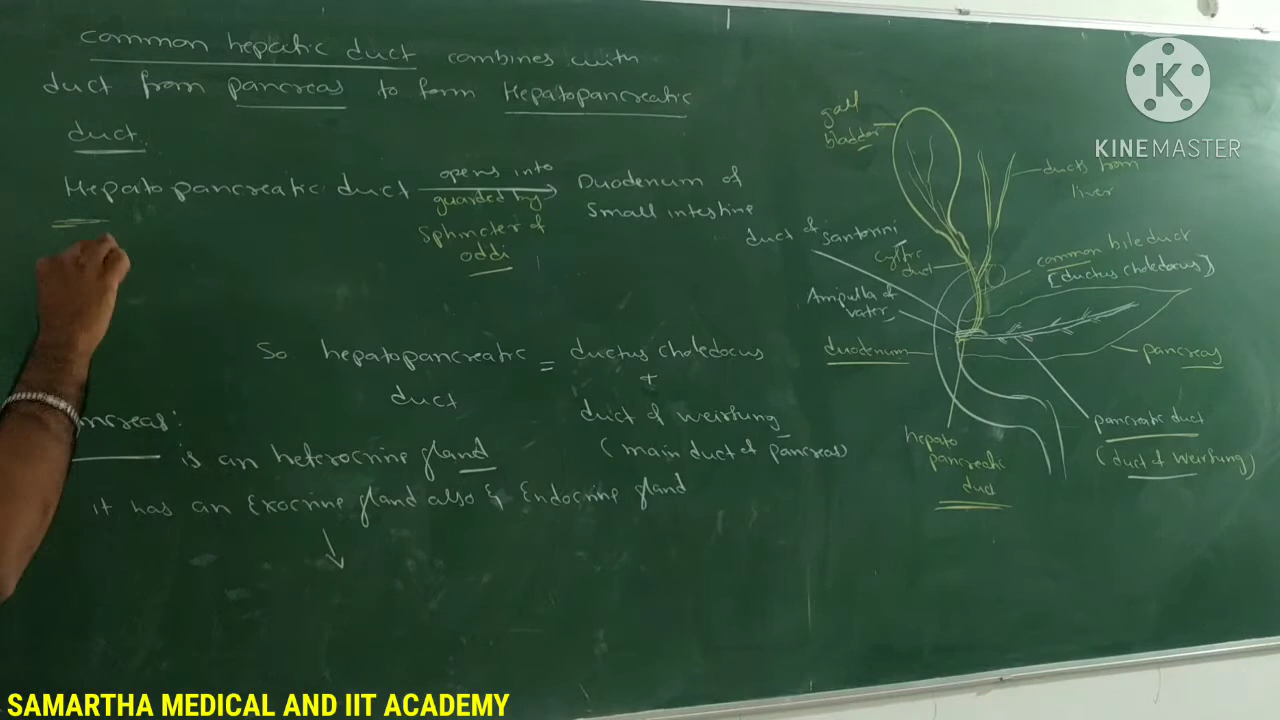 common hepatic duct combines with
duct from pancreas to form Hepatopancreatic
duct.
Hepato pancreatic duct opens into Duodenum of
guarded by small intestine
Sphincter of
oddi
So hepatopancreatic = ductus choledocus
duct +
duct of weirsung
(main duct of pancreas)
ncreas:
is an heterocrine gland
it has an Exocrine gland also & Endocrine gland
gall
bladder
ducts from
liver
duct of santorini
cystic
duct
common bile duct
[ductus choledocus]
Ampulla of
vater
duodenum
pancreas
hepato
pancreatic
duct
pancreatic duct
(duct of weirsung)
K
KINEMASTER
SAMARTHA MEDICAL AND IIT ACADEMY